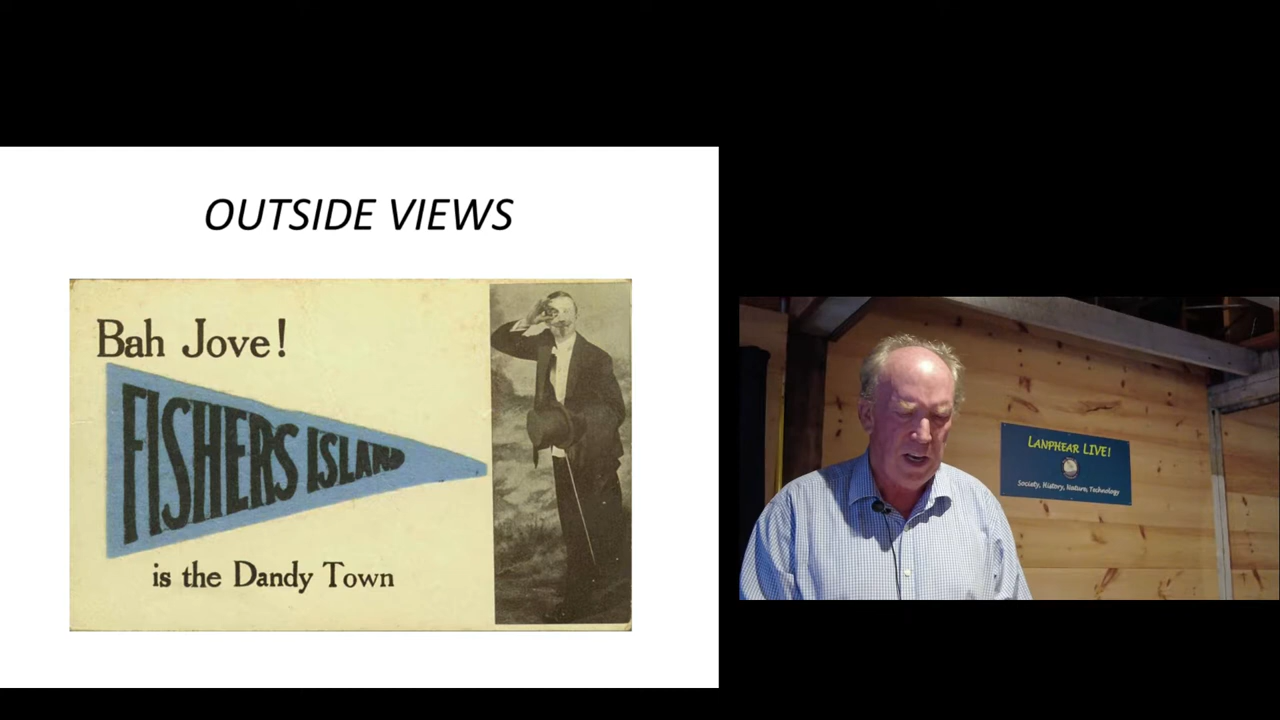 OUTSIDE VIEWS
Bah Jove!
FISHERS ISLAND
is the Dandy Town
LANPHEAR LIVE!
Society, History, Nature, Technology